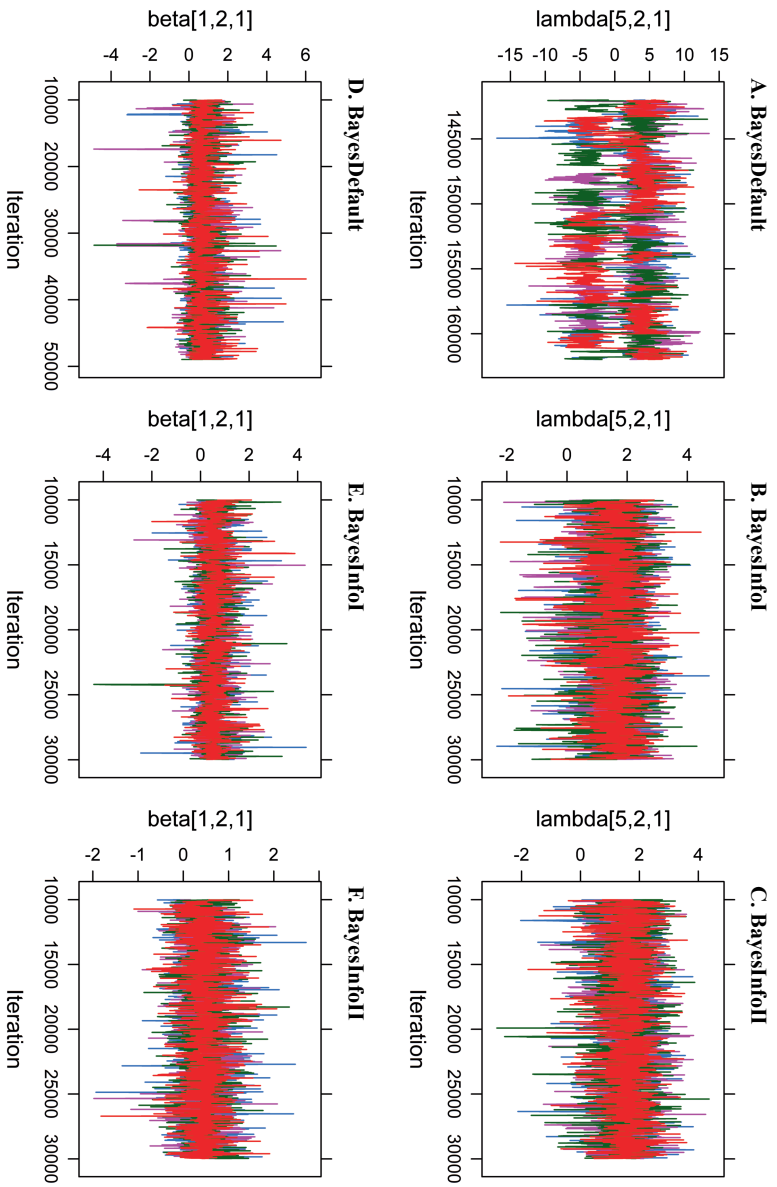 A. BayesDefault
lambda[5,2,1]
-15 -10 -5 0 5 10 15
145000 150000 155000 160000
B. BayesInfoI
lambda[5,2,1]
-2 0 2 4
10000 15000 20000 25000 30000
C. BayesInfoII
lambda[5,2,1]
-2 0 2 4
10000 15000 20000 25000 30000
D. BayesDefault
beta[1,2,1]
-4 -2 0 2 4 6
10000 20000 30000 40000 50000
Iteration
E. BayesInfoI
beta[1,2,1]
-4 -2 0 2 4
10000 15000 20000 25000 30000
Iteration
F. BayesInfoII
beta[1,2,1]
-2 -1 0 1 2
10000 15000 20000 25000 30000
Iteration